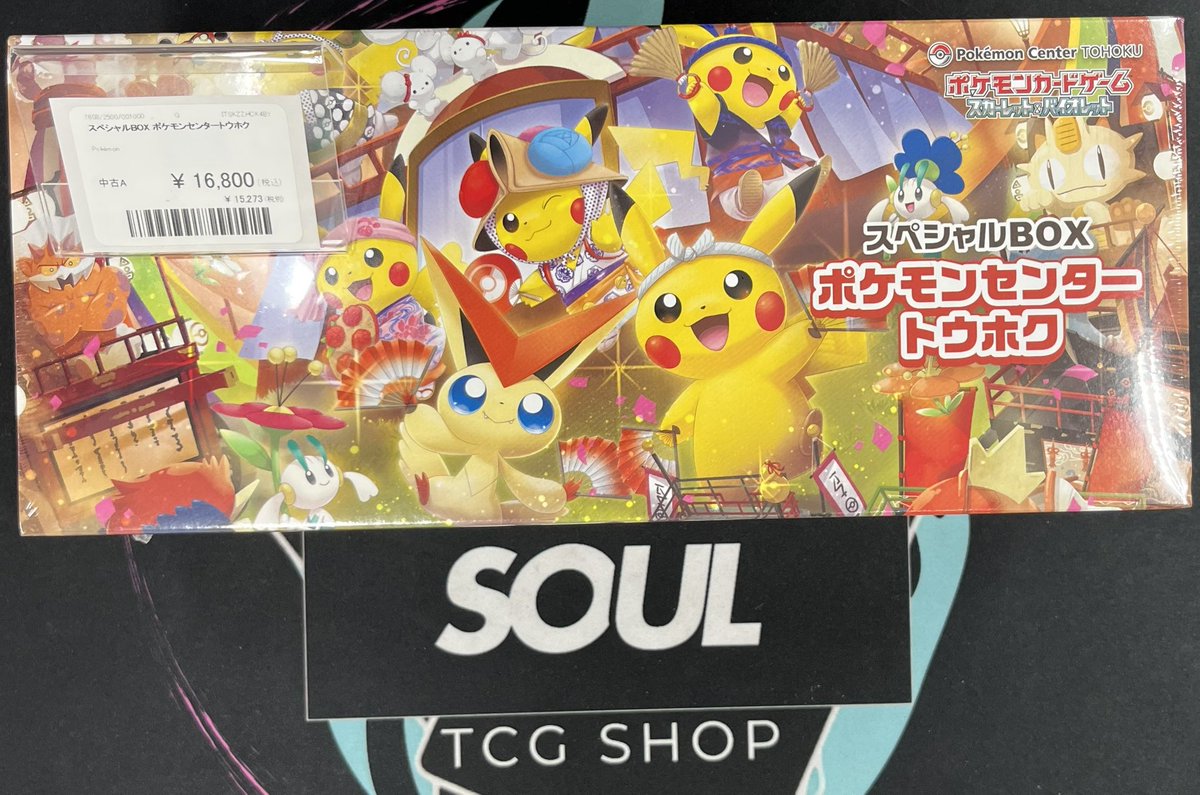 スペシャルBOX ポケモンセンタートウホク
Pokémon
中古A ¥ 16,800(税込)
¥ 15,273(税別)
Pokémon Center TOHOKU
ポケモンカードゲーム
スカーレット&バイオレット
スペシャルBOX
ポケモンセンター
トウホク
SOUL
TCG SHOP